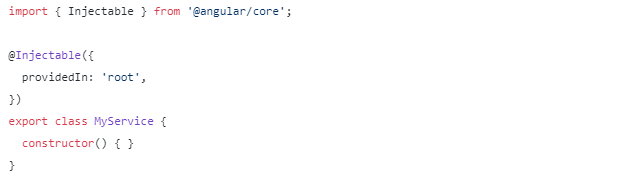 import { Injectable } from '@angular/core';
@Injectable({
  providedIn: 'root',
})
export class MyService {
  constructor() { }
}